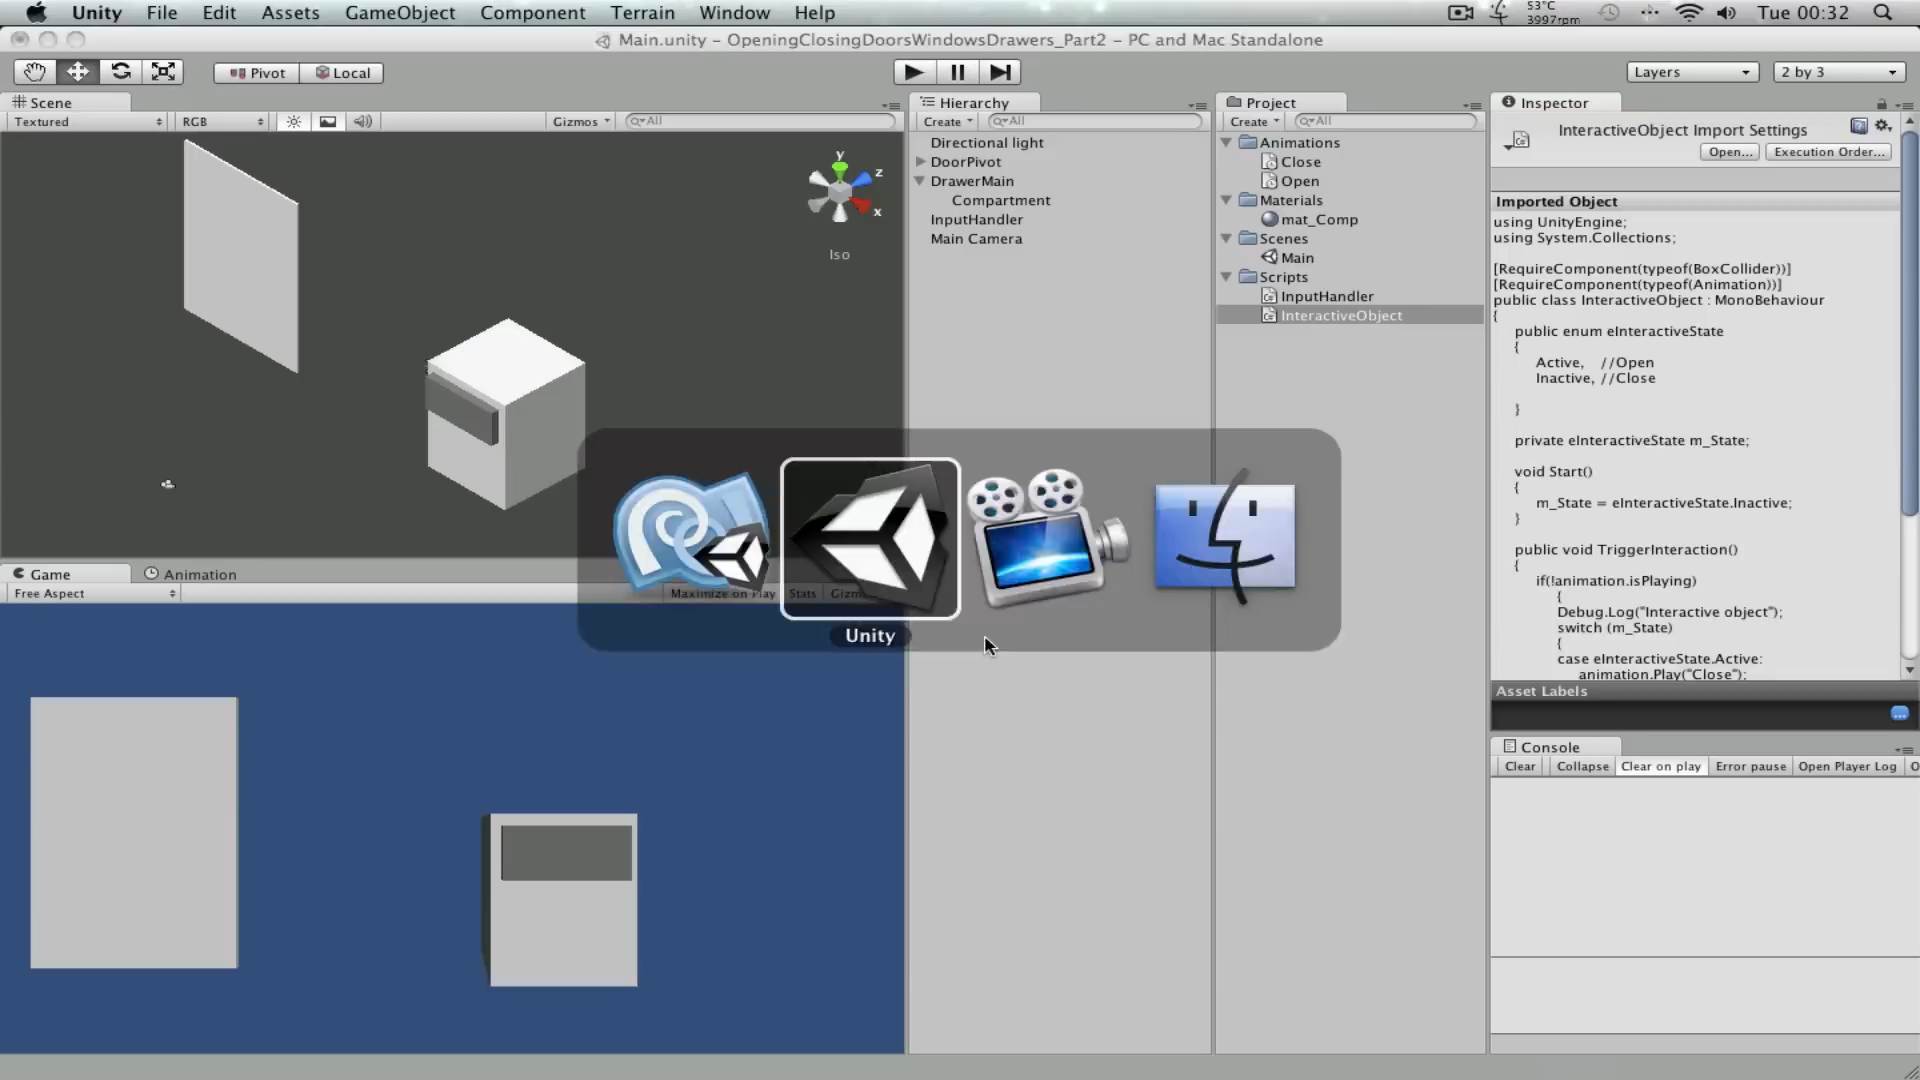 Unity File Edit Assets GameObject Component Terrain Window Help 53°C 3997rpm Tue 00:32
Main.unity – OpeningClosingDoorsWindowsDrawers_Part2 – PC and Mac Standalone
Pivot Local Layers 2 by 3
Scene
Textured RGB Gizmos All
y
z
x
Iso
Hierarchy
Create All
Directional light
DoorPivot
DrawerMain
Compartment
InputHandler
Main Camera
Project
Create All
Animations
Close
Open
Materials
mat_Comp
Scenes
Main
Scripts
InputHandler
InteractiveObject
Inspector
InteractiveObject Import Settings
Open... Execution Order...
Imported Object
using UnityEngine;
using System.Collections;
[RequireComponent(typeof(BoxCollider))]
[RequireComponent(typeof(Animation))]
public class InteractiveObject : MonoBehaviour
{
public enum eInteractiveState
{
Active, //Open
Inactive, //Close
}
private eInteractiveState m_State;
void Start()
{
m_State = eInteractiveState.Inactive;
}
public void TriggerInteraction()
{
if(!animation.isPlaying)
{
Debug.Log("Interactive object");
switch (m_State)
{
case eInteractiveState.Active:
animation.Play("Close");
Asset Labels
Console
Clear Collapse Clear on play Error pause Open Player Log O
Game Animation
Free Aspect Maximize on Play Stats Gizm
Unity